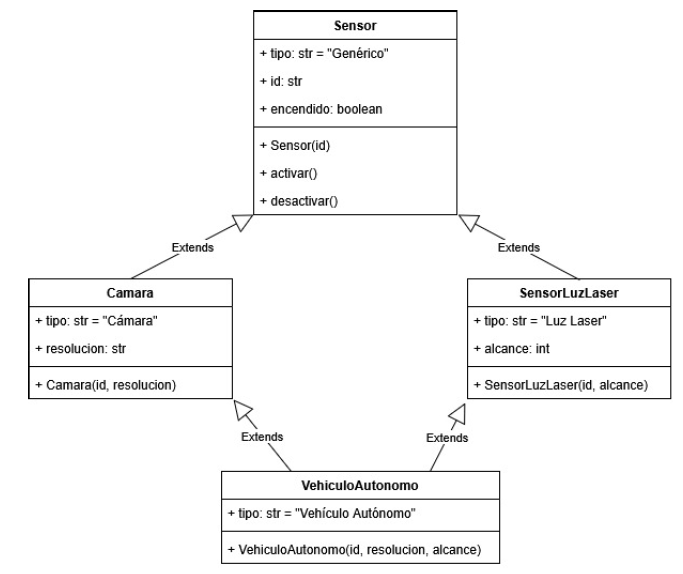 Sensor
+ tipo: str = "Genérico"
+ id: str
+ encendido: boolean
+ Sensor(id)
+ activar()
+ desactivar()
Extends
Extends
Camara
+ tipo: str = "Cámara"
+ resolucion: str
+ Camara(id, resolucion)
SensorLuzLaser
+ tipo: str = "Luz Laser"
+ alcance: int
+ SensorLuzLaser(id, alcance)
Extends
Extends
VehiculoAutonomo
+ tipo: str = "Vehículo Autónomo"
+ VehiculoAutonomo(id, resolucion, alcance)